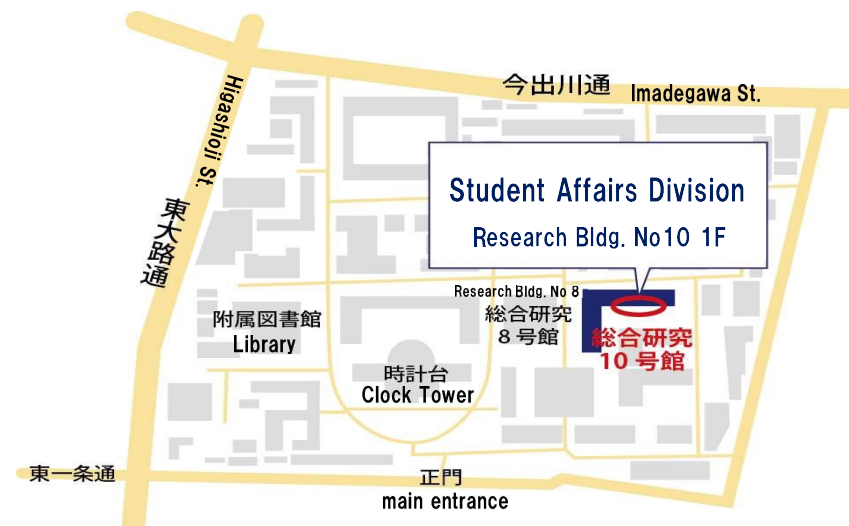 今出川通
Imadegawa St.
Higashioji St.
東大路通
Student Affairs Division
Research Bldg. No10 1F
Research Bldg. No 8
総合研究
8号館
総合研究
10号館
附属図書館
Library
時計台
Clock Tower
東一条通
正門
main entrance